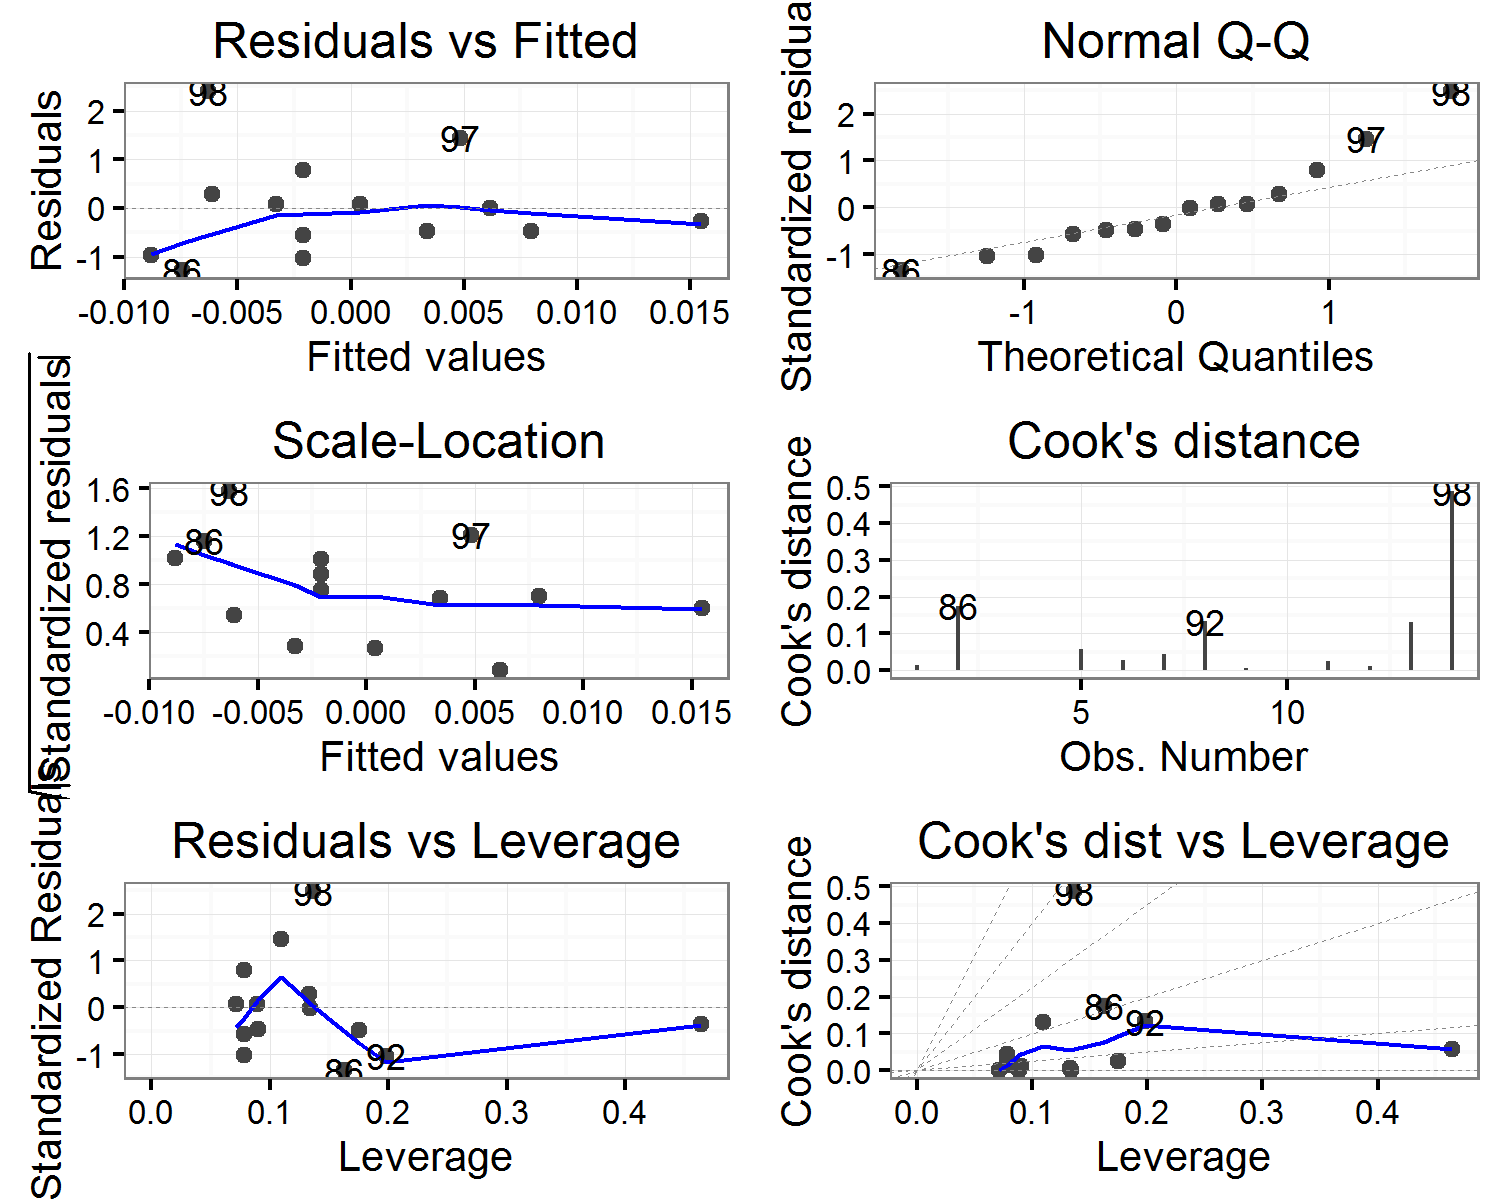 Residuals vs Fitted
Residuals
2
1
0
-1
98
97
86
-0.010 -0.005 0.000 0.005 0.010 0.015
Fitted values
Normal Q-Q
Standardized residua
2
1
0
-1
98
97
86
-1 0 1
Theoretical Quantiles
Scale-Location
√|Standardized residuals|
1.6
1.2
0.8
0.4
98
86
97
-0.010 -0.005 0.000 0.005 0.010 0.015
Fitted values
Cook's distance
Cook's distance
0.5
0.4
0.3
0.2
0.1
0.0
98
86
92
5 10
Obs. Number
Residuals vs Leverage
Standardized Residuals
2
1
0
-1
98
92
86
0.0 0.1 0.2 0.3 0.4
Leverage
Cook's dist vs Leverage
Cook's distance
0.5
0.4
0.3
0.2
0.1
0.0
98
86
92
0.0 0.1 0.2 0.3 0.4
Leverage